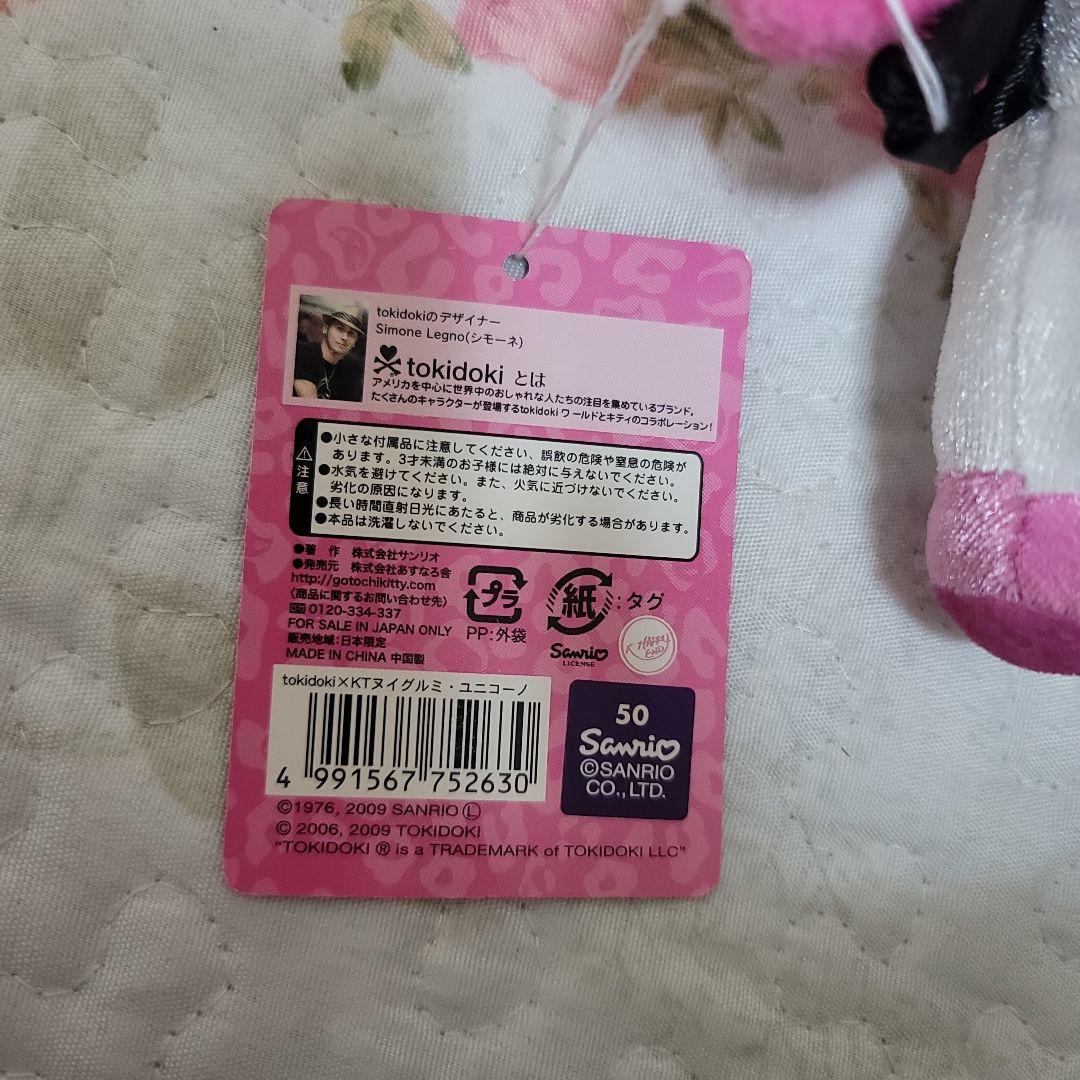 tokidokiのデザイナー
Simone Legno(シモーネ)
tokidoki とは
アメリカを中心に世界中のおしゃれな人たちの注目を集めているブランド。
たくさんのキャラクターが登場するtokidoki ワールドとキティのコラボレーション!
注意
●小さな付属品に注意してください、誤飲の危険や窒息の危険が
あります。3才未満のお子様には絶対に与えないでください。
●水気を避けてください。また、火気に近づけないでください。
劣化の原因になります。
●長い時間直射日光にあたると、商品が劣化する場合があります。
●本品は洗濯しないでください。
●著 作 株式会社サンリオ
●発売元 株式会社あすなろ舎
http://gotochikitty.com
〈商品に関するお問い合わせ先〉
0120-334-337
FOR SALE IN JAPAN ONLY
販売地域:日本限定
MADE IN CHINA 中国製
プラ
PP:外袋
紙:タグ
Sanrio
LICENSE
HAPPY
END
tokidoki×KTヌイグルミ・ユニコーノ
4 991567 752630
50
Sanrio
©SANRIO
CO.,LTD.
©1976, 2009 SANRIO Ⓛ
© 2006, 2009 TOKIDOKI
"TOKIDOKI ® is a TRADEMARK of TOKIDOKI LLC"